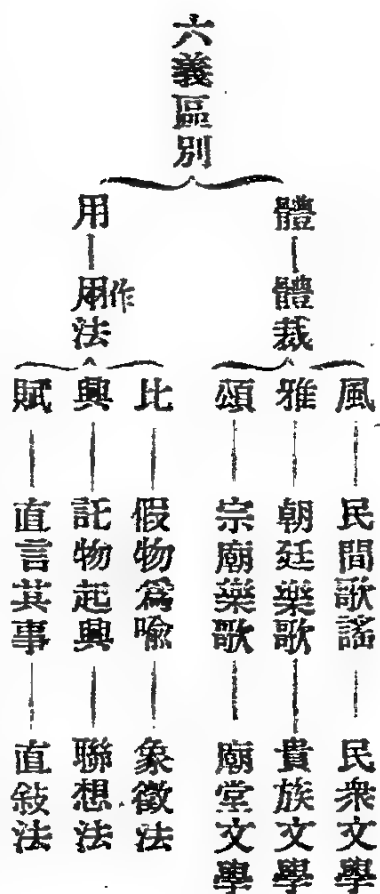 六義區別
體
體裁
風
民間歌謠
民衆文學
雅
朝廷樂歌
貴族文學
頌
宗廟樂歌
廟堂文學
用
用法
作
比
假物爲喩
象徵法
興
託物起興
聯想法
賦
直言其事
直敍法